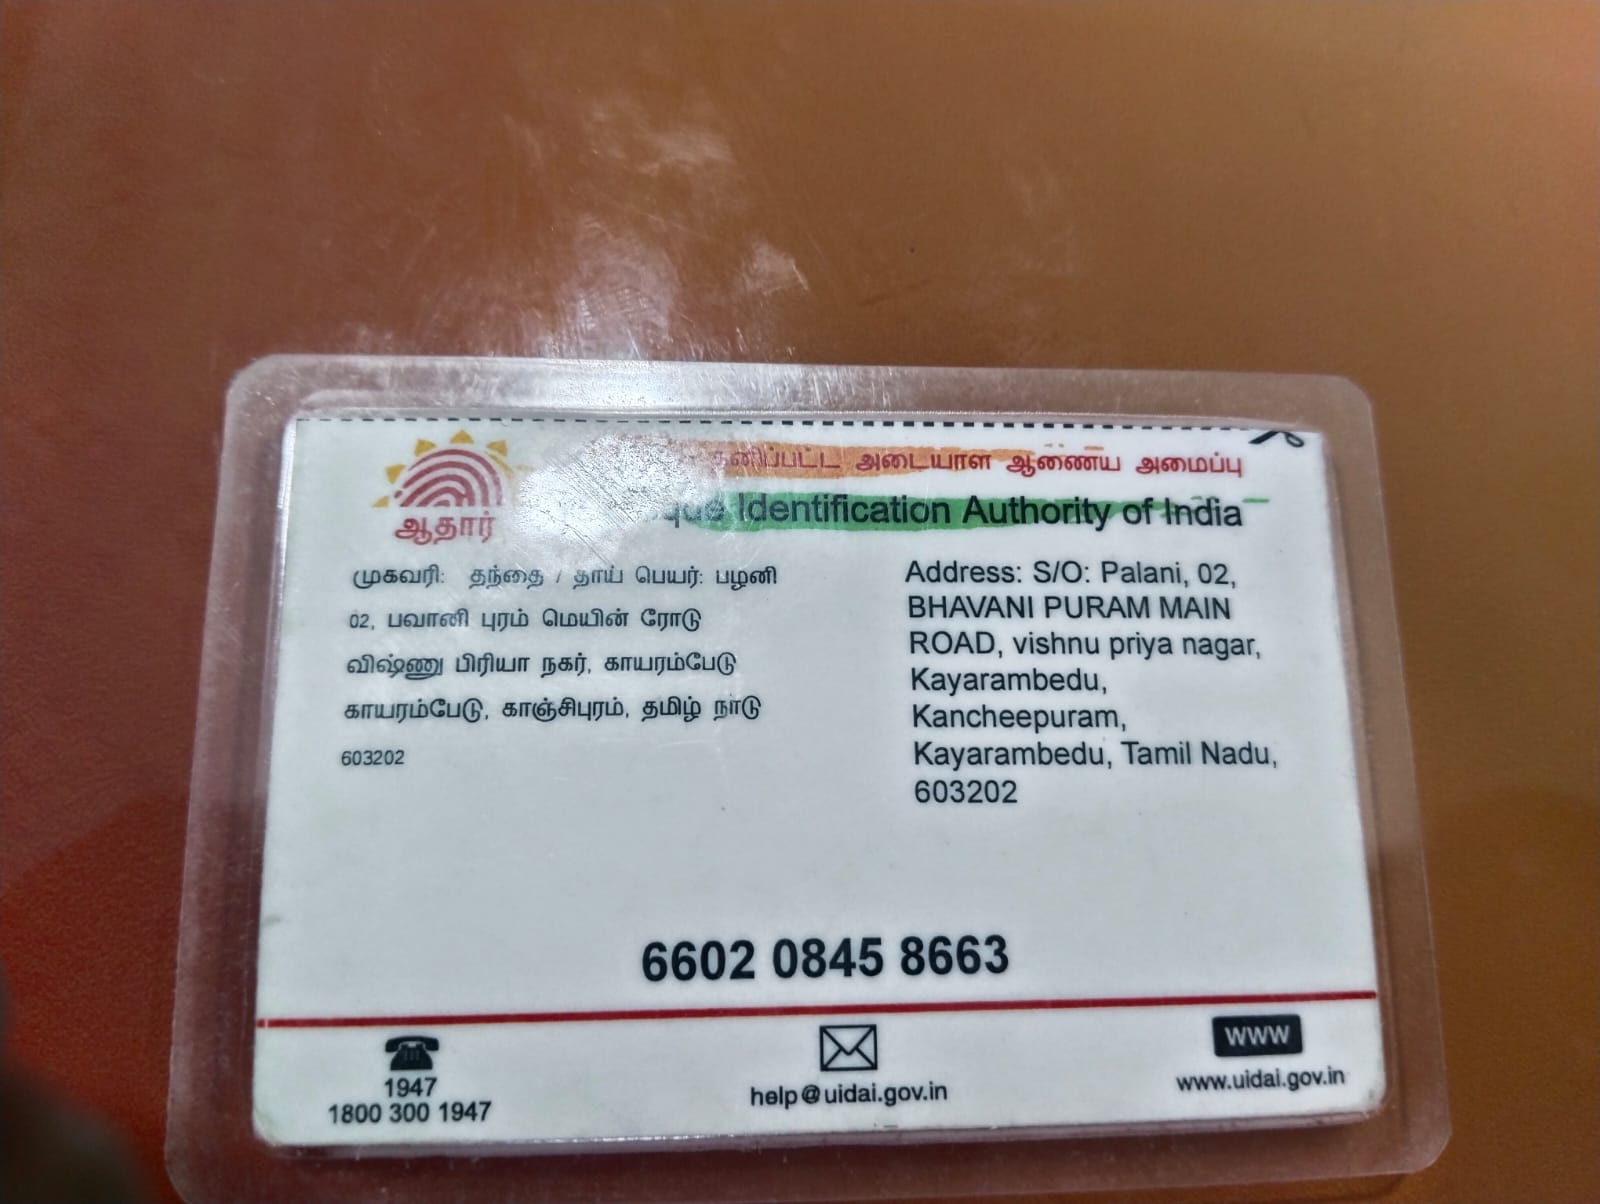 ஆதார்
தனிப்பட்ட அடையாள ஆணைய அமைப்பு
Identification Authority of India
முகவரி: தந்தை / தாய் பெயர்: பழனி
02, பவானி புரம் மெயின் ரோடு
விஷ்ணு பிரியா நகர், காயரம்பேடு
காயரம்பேடு, காஞ்சிபுரம், தமிழ் நாடு
603202
Address: S/O: Palani, 02,
BHAVANI PURAM MAIN
ROAD, vishnu priya nagar,
Kayarambedu,
Kancheepuram,
Kayarambedu, Tamil Nadu,
603202
6602 0845 8663
1947
1800 300 1947
help@uidai.gov.in
WWW
www.uidai.gov.in